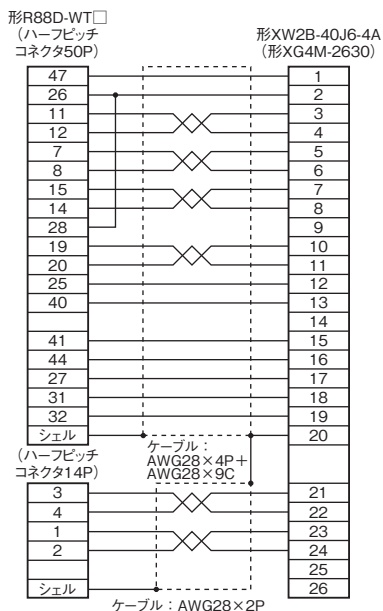 形R88D-WT□
（ハーフピッチ
コネクタ50P）
形XW2B-40J6-4A
（形XG4M-2630）
47 1
26 2
11 3
12 4
7 5
8 6
15 7
14 8
28 9
19 10
20 11
25 12
40 13
14
41 15
44 16
27 17
31 18
32 19
シェル 20
ケーブル：
AWG28×4P＋
AWG28×9C
（ハーフピッチ
コネクタ14P）
3 21
4 22
1 23
2 24
25
シェル 26
ケーブル：AWG28×2P